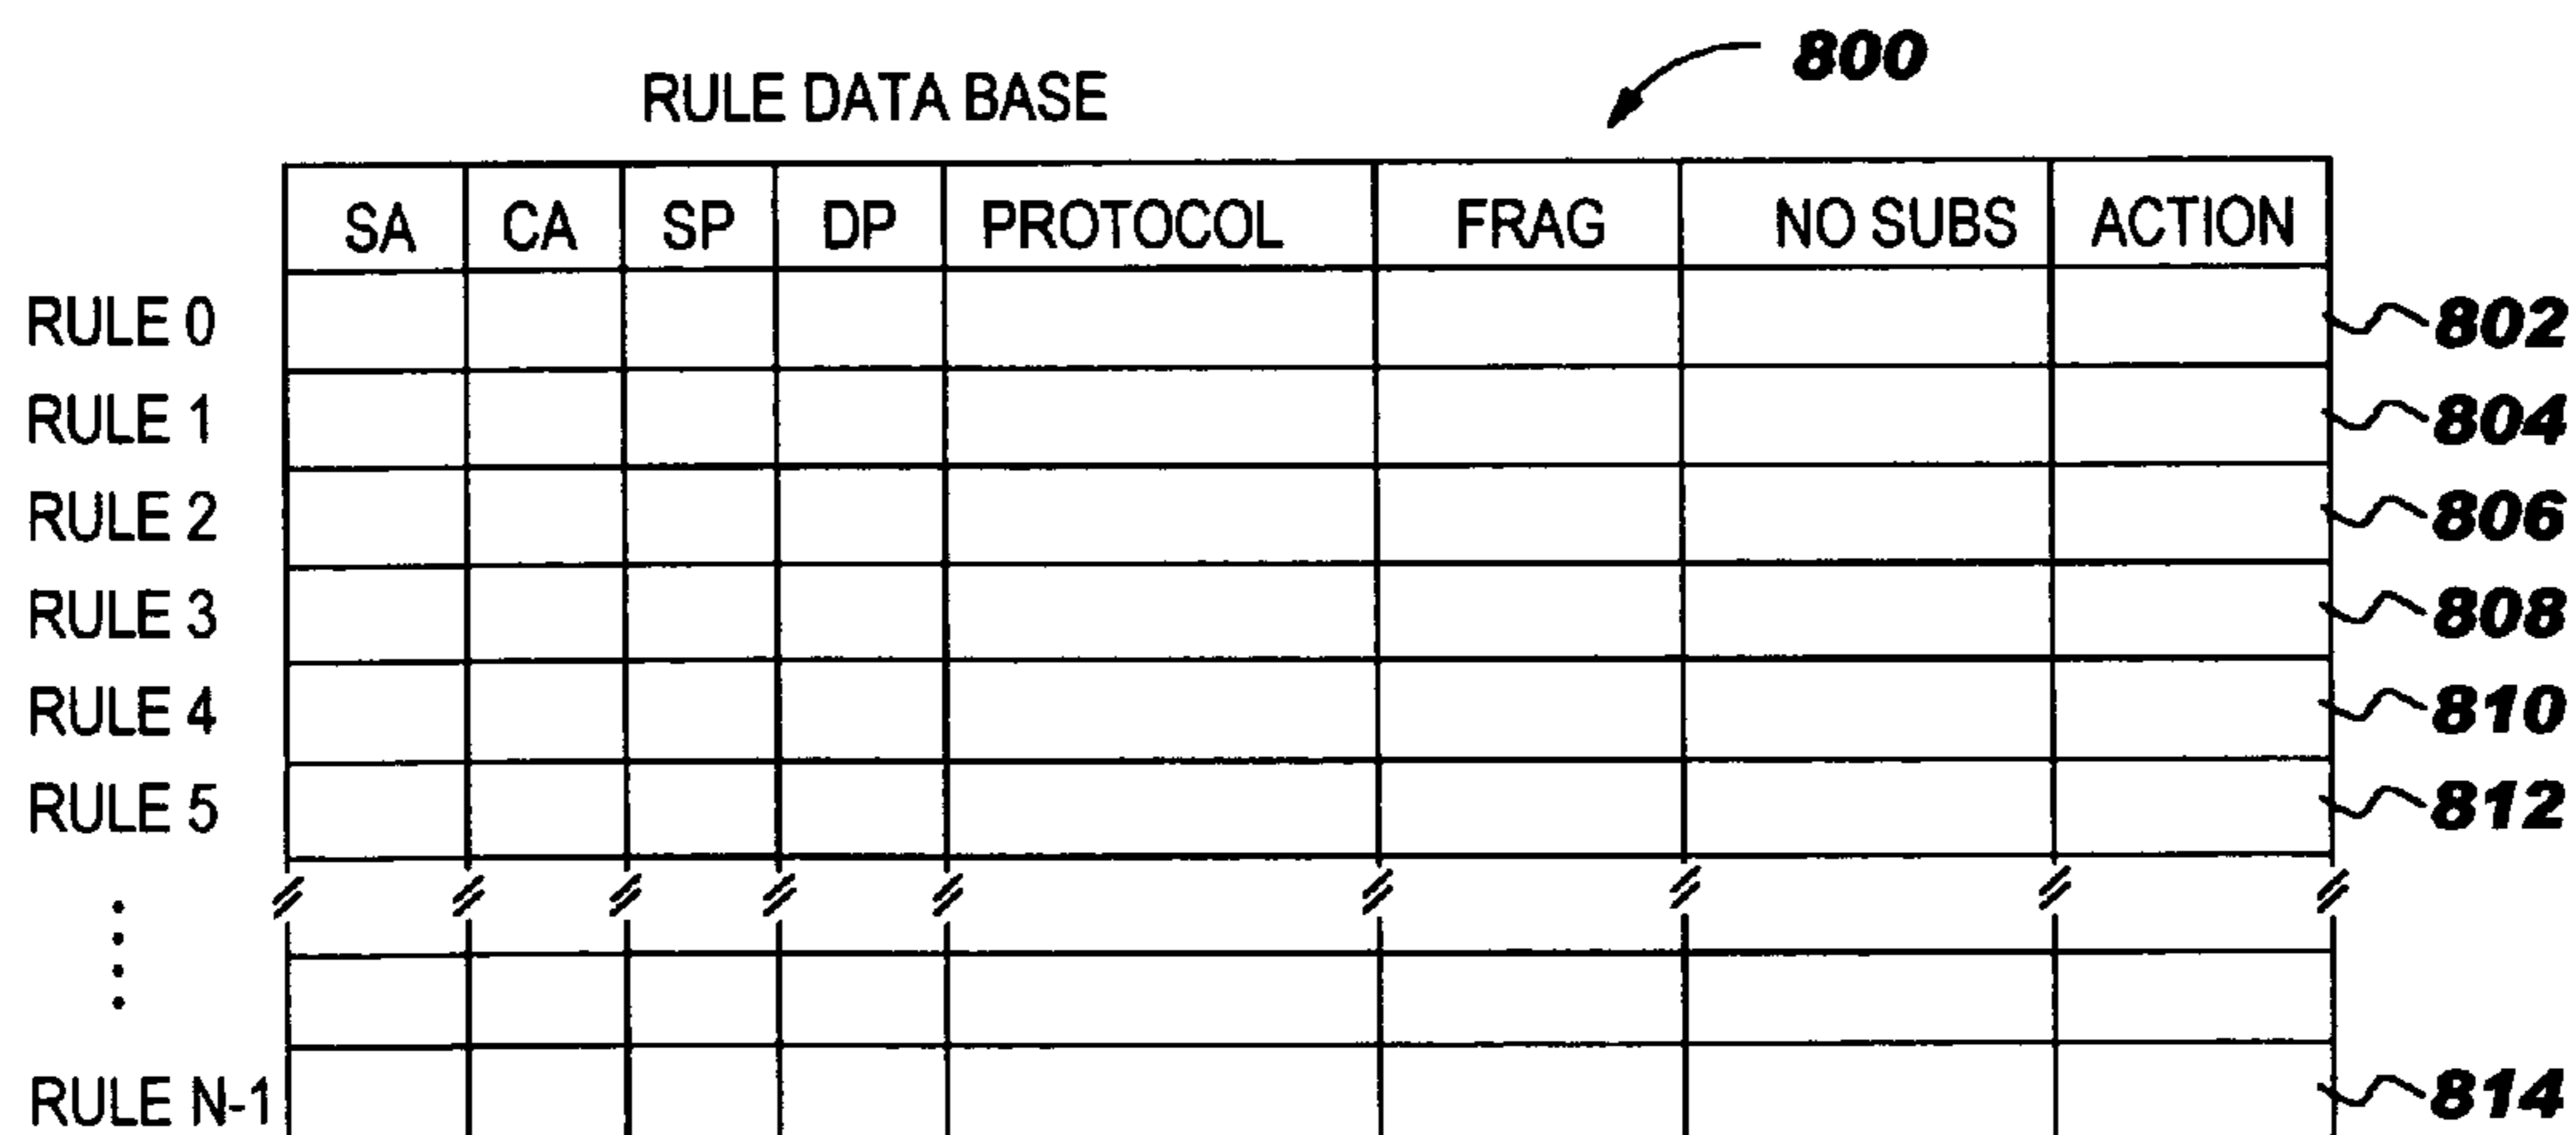 800
RULE DATA BASE
SA CA SP DP PROTOCOL FRAG NO SUBS ACTION
RULE 0 802
RULE 1 804
RULE 2 806
RULE 3 808
RULE 4 810
RULE 5 812
RULE N-1 814